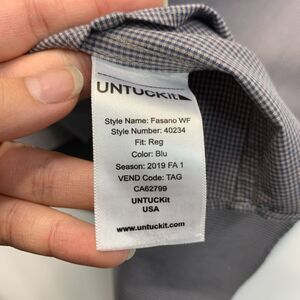 UNTUCKit
Style Name: Fasano WF
Style Number: 40234
Fit: Reg
Color: Blu
Season: 2019 FA 1
VEND Code: TAG
CA62799
UNTUCKit
USA
www.untuckit.com